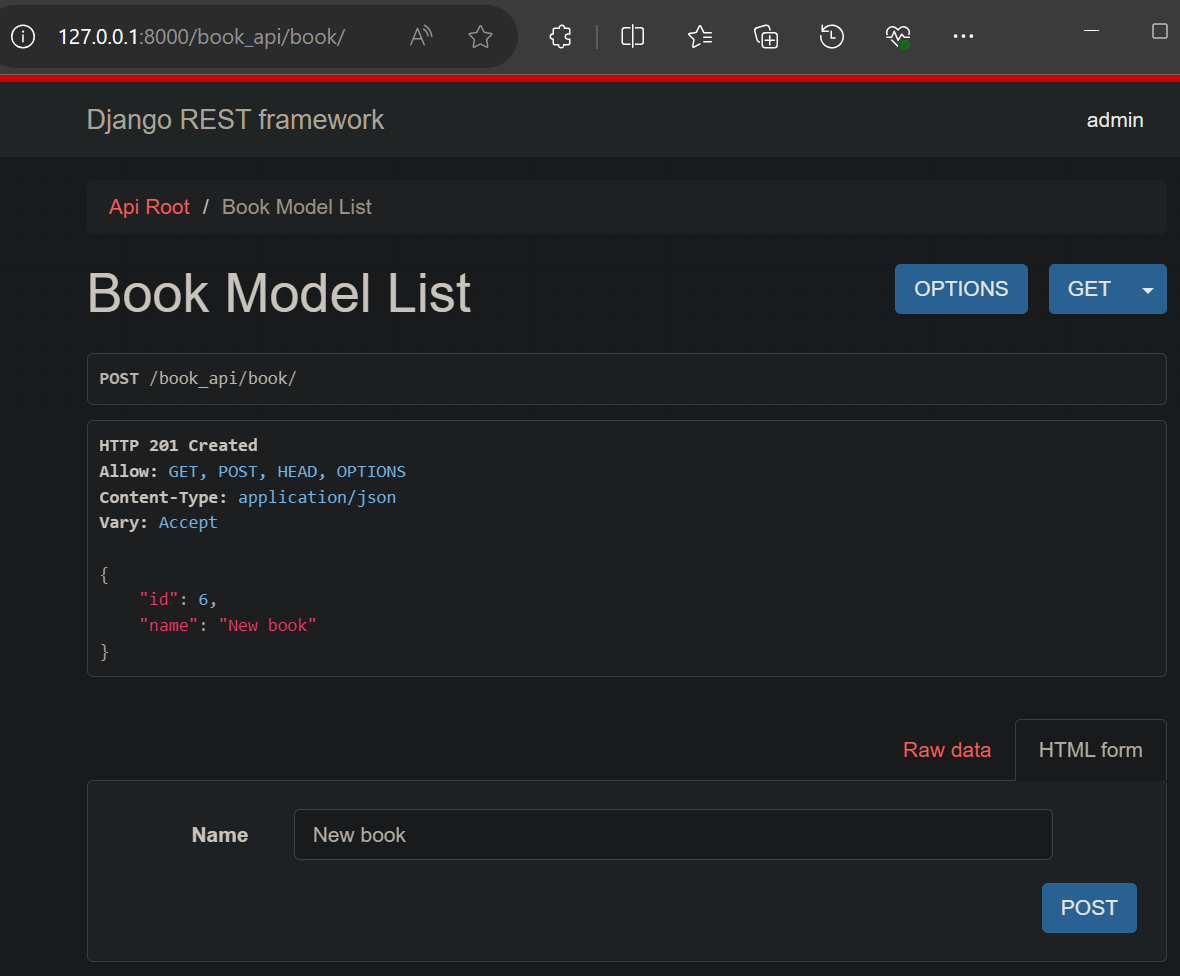 127.0.0.1:8000/book_api/book/
Django REST framework
admin
Api Root / Book Model List
Book Model List
OPTIONS
GET
POST /book_api/book/
HTTP 201 Created
Allow: GET, POST, HEAD, OPTIONS
Content-Type: application/json
Vary: Accept
{
    "id": 6,
    "name": "New book"
}
Raw data
HTML form
Name
New book
POST